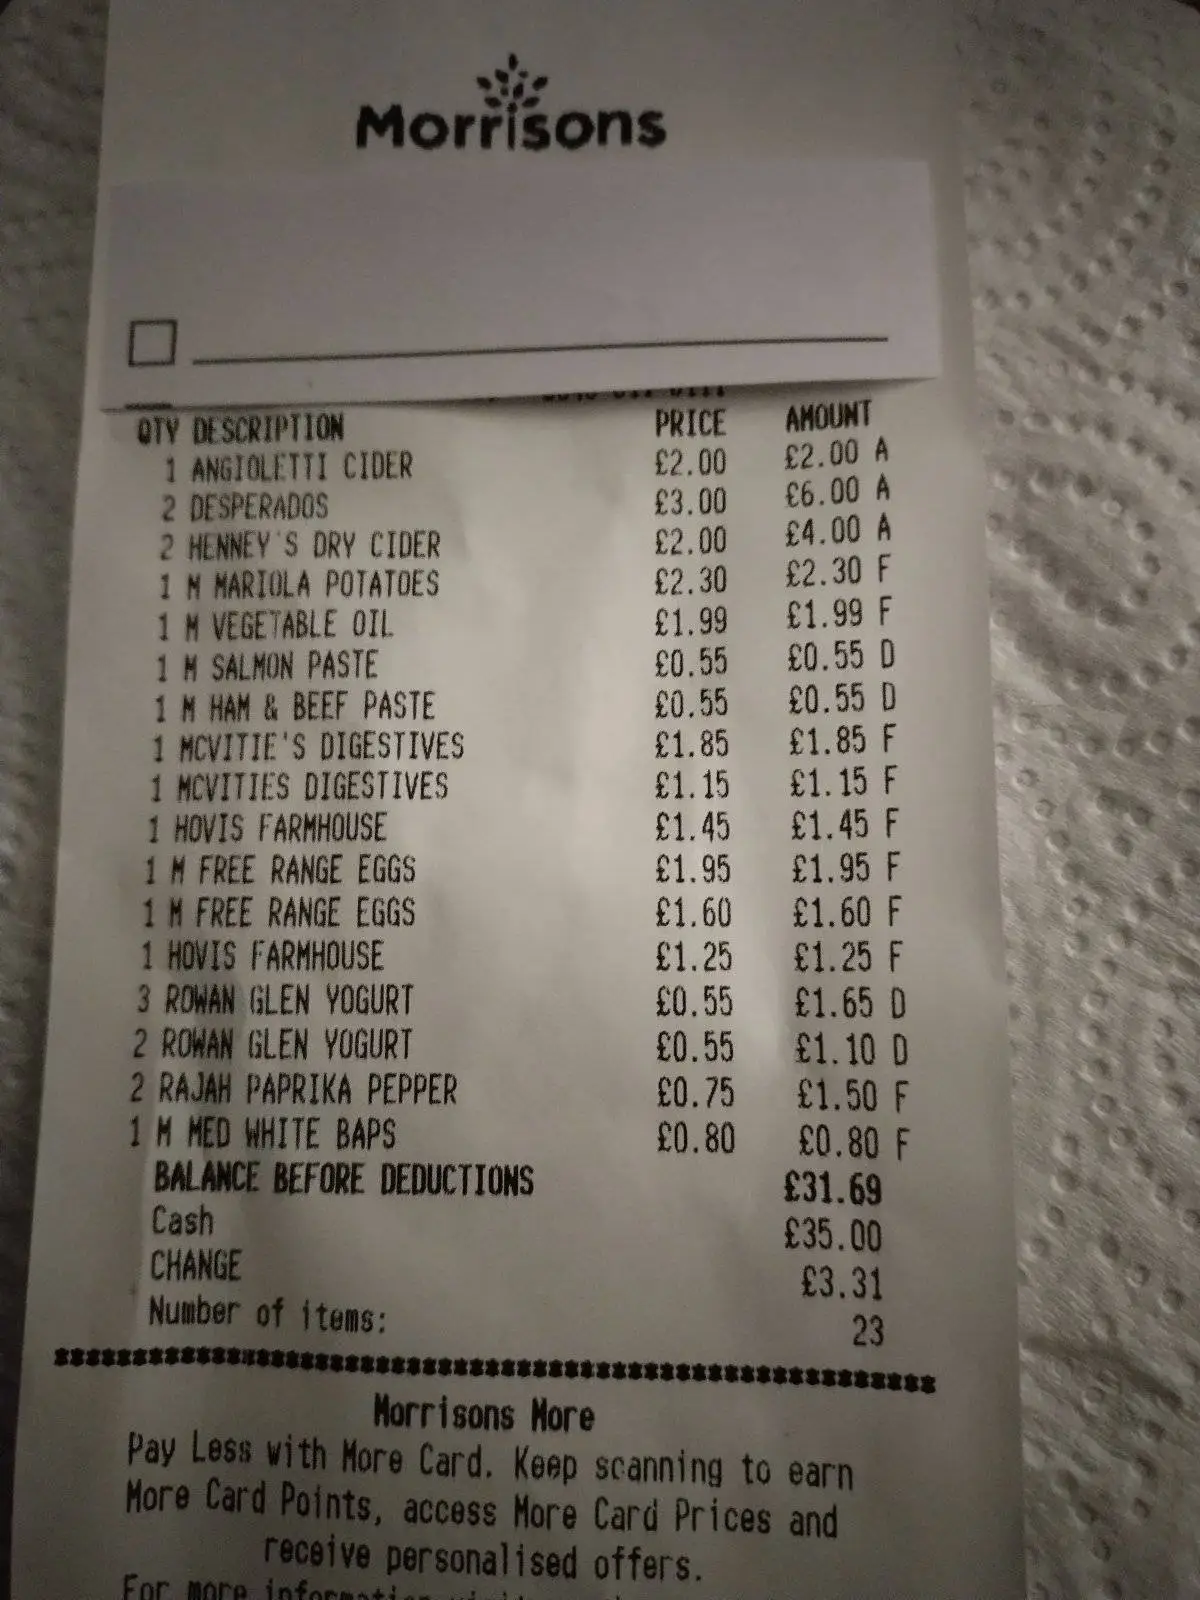 Morrisons
QTY DESCRIPTION PRICE AMOUNT
1 ANGIOLETTI CIDER £2.00 £2.00 A
2 DESPERADOS £3.00 £6.00 A
2 HENNEY'S DRY CIDER £2.00 £4.00 A
1 M MARIOLA POTATOES £2.30 £2.30 F
1 M VEGETABLE OIL £1.99 £1.99 F
1 M SALMON PASTE £0.55 £0.55 D
1 M HAM & BEEF PASTE £0.55 £0.55 D
1 MCVITIE'S DIGESTIVES £1.85 £1.85 F
1 MCVITIES DIGESTIVES £1.15 £1.15 F
1 HOVIS FARMHOUSE £1.45 £1.45 F
1 M FREE RANGE EGGS £1.95 £1.95 F
1 M FREE RANGE EGGS £1.60 £1.60 F
1 HOVIS FARMHOUSE £1.25 £1.25 F
3 ROWAN GLEN YOGURT £0.55 £1.65 D
2 ROWAN GLEN YOGURT £0.55 £1.10 D
2 RAJAH PAPRIKA PEPPER £0.75 £1.50 F
1 M MED WHITE BAPS £0.80 £0.80 F
BALANCE BEFORE DEDUCTIONS £31.69
Cash £35.00
CHANGE £3.31
Number of items: 23
Morrisons More
Pay Less with More Card. Keep scanning to earn
More Card Points, access More Card Prices and
receive personalised offers.
For more information